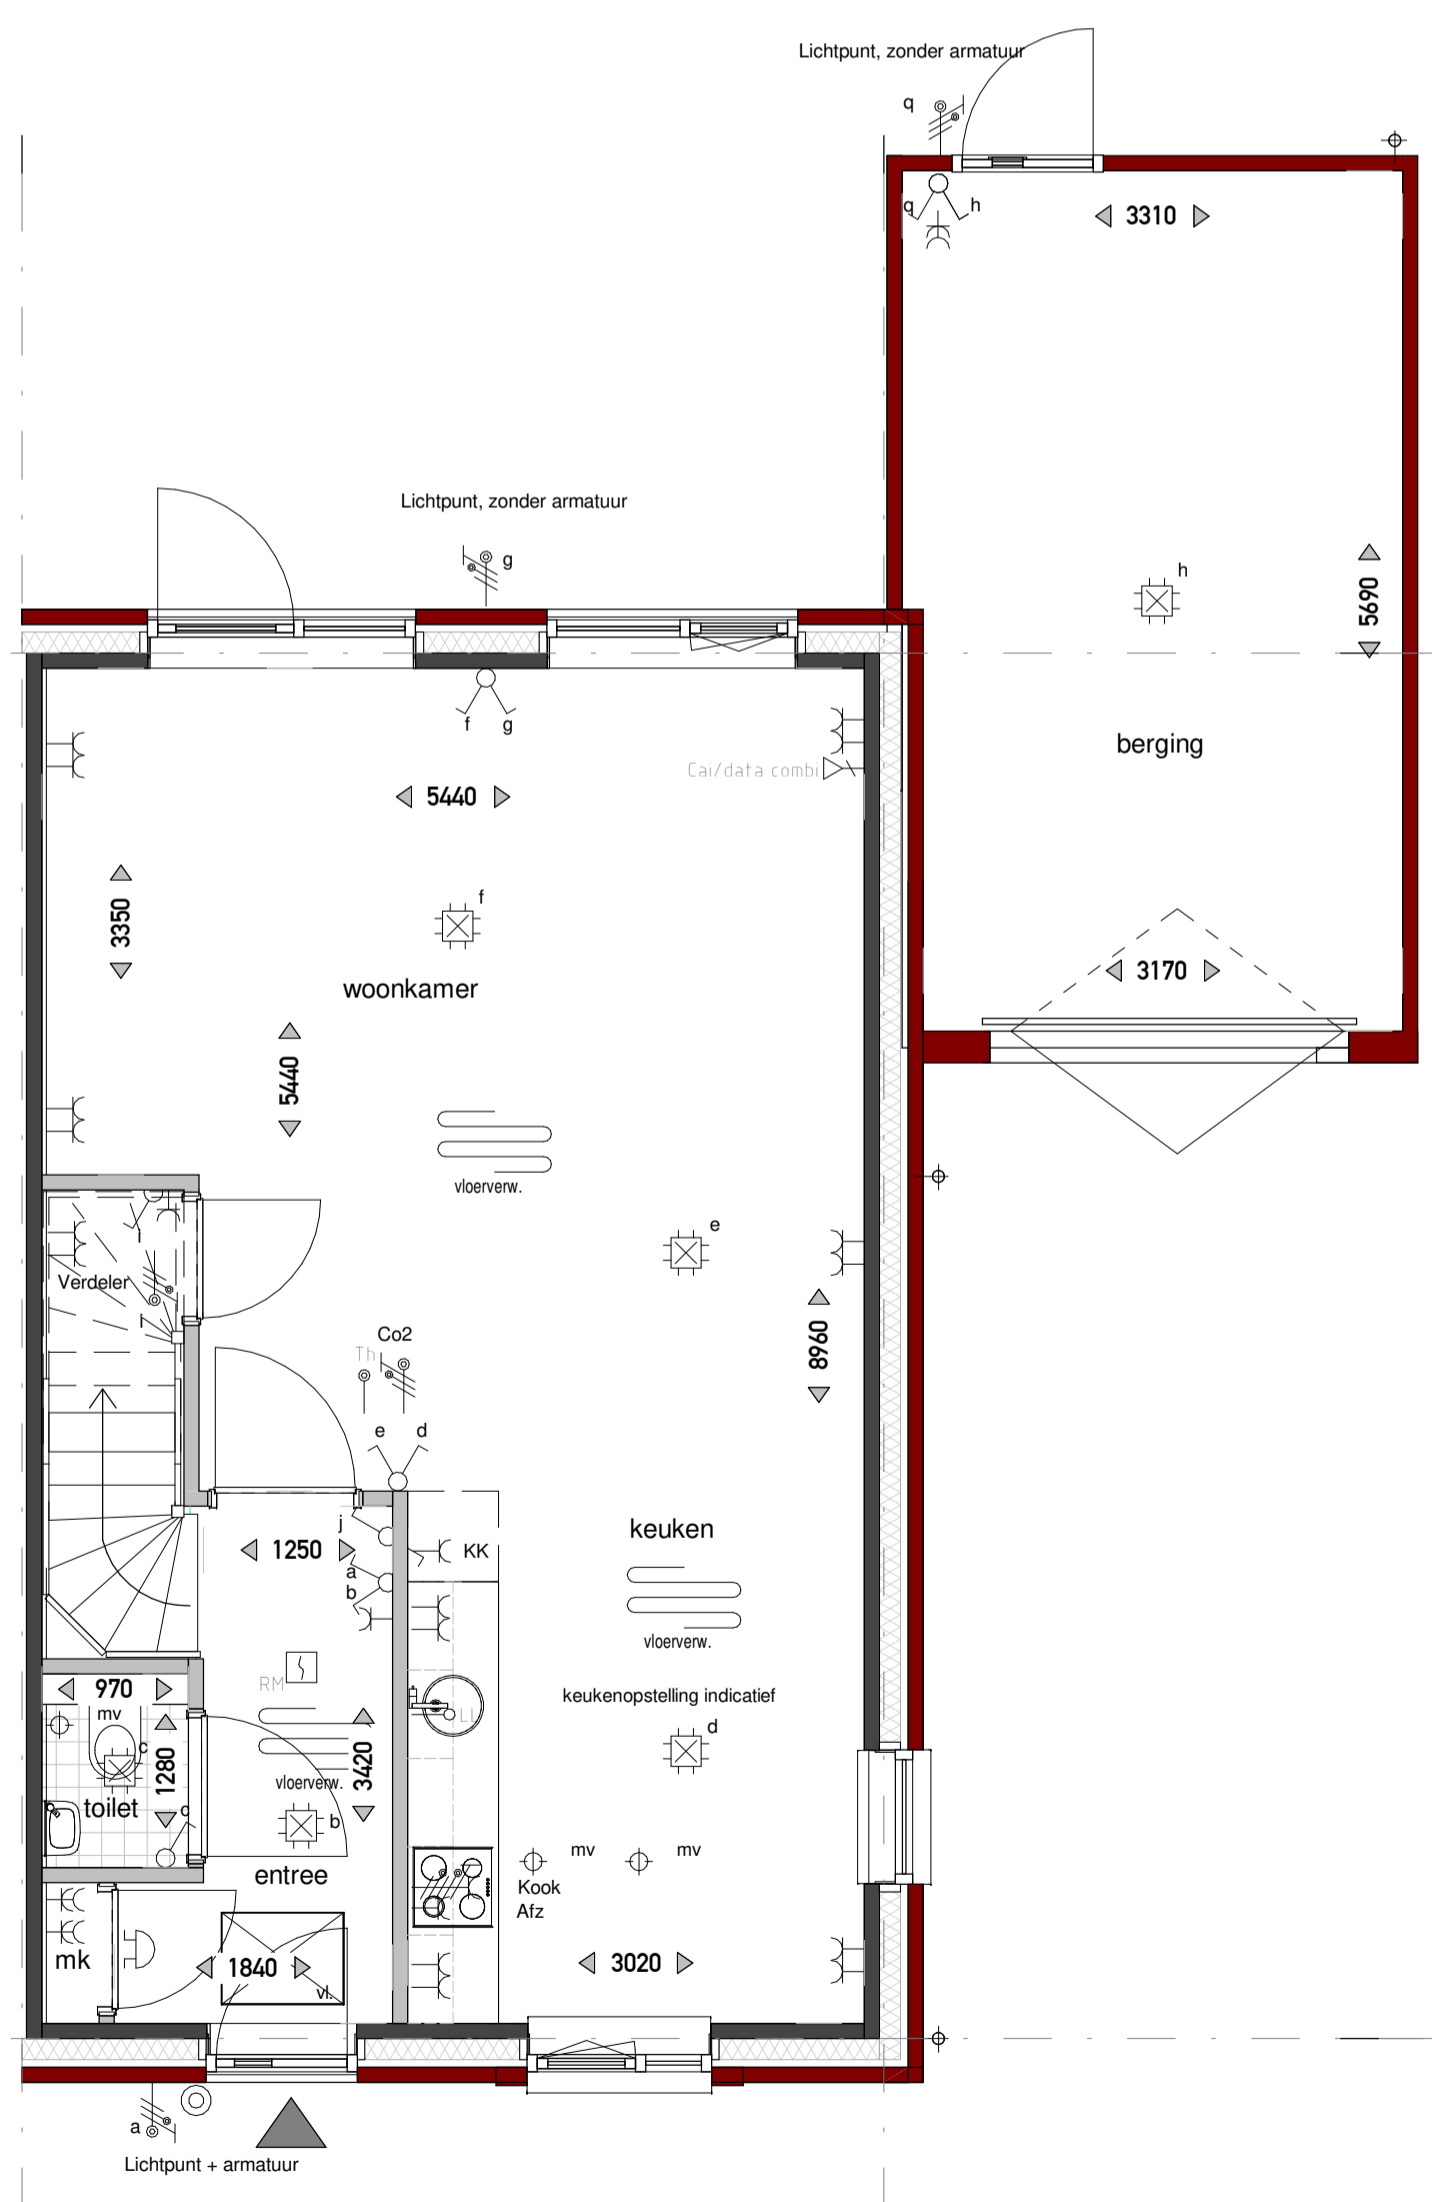 Lichtpunt, zonder armatuur
q
q h
3310
Lichtpunt, zonder armatuur
g
h
5690
f g
berging
Cai/data combi
5440
f
3350
3170
woonkamer
5440
vloerverw.
e
l
Verdeler
l
Co2
Th
8960
e d
j
keuken
1250
KK
a
b
vloerverw.
RM
970
keukenopstelling indicatief
mv
LL
d
c
1280
3420
vloerverw.
toilet
c
b
mv mv
entree
Kook
Afz
mk
1840
3020
vl.
a
Lichtpunt + armatuur